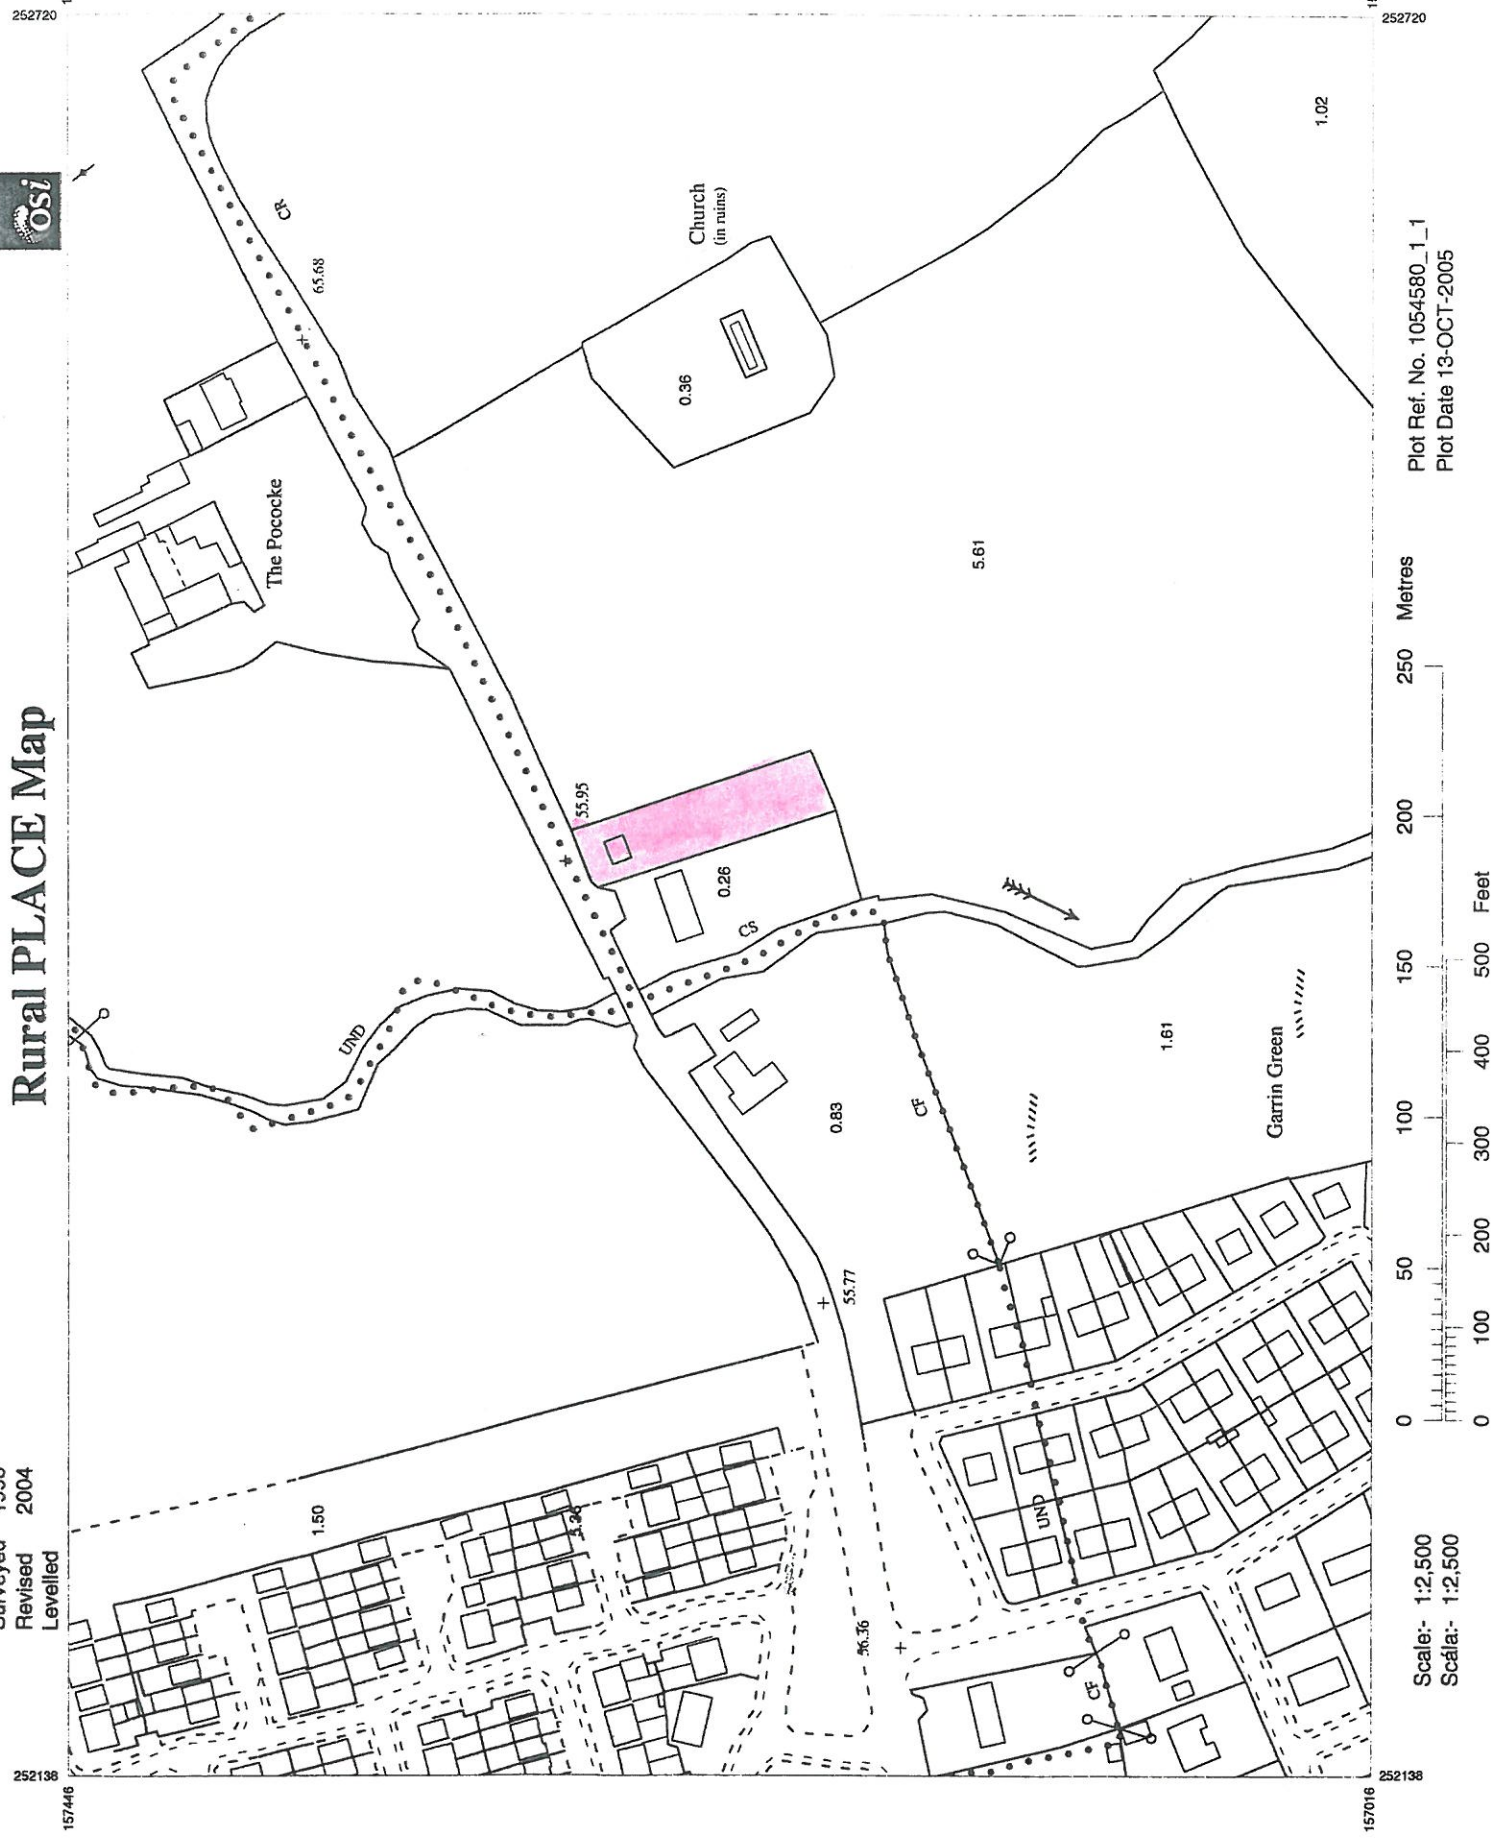 Rural PLACE Map
osi
Surveyed
Revised 2004
Levelled
252720
252720
252138
252138
157446
157016
CR
65.68
The Pococke
Church
(in ruins)
0.36
1.02
5.61
55.95
0.26
CS
UND
0.83
CF
1.61
Garrin Green
55.77
1.50
UND
56.36
CF
Scale:- 1:2,500
Scála:- 1:2,500
0 50 100 150 200 250 Metres
0 100 200 300 400 500 Feet
Plot Ref. No. 1054580_1_1
Plot Date 13-OCT-2005